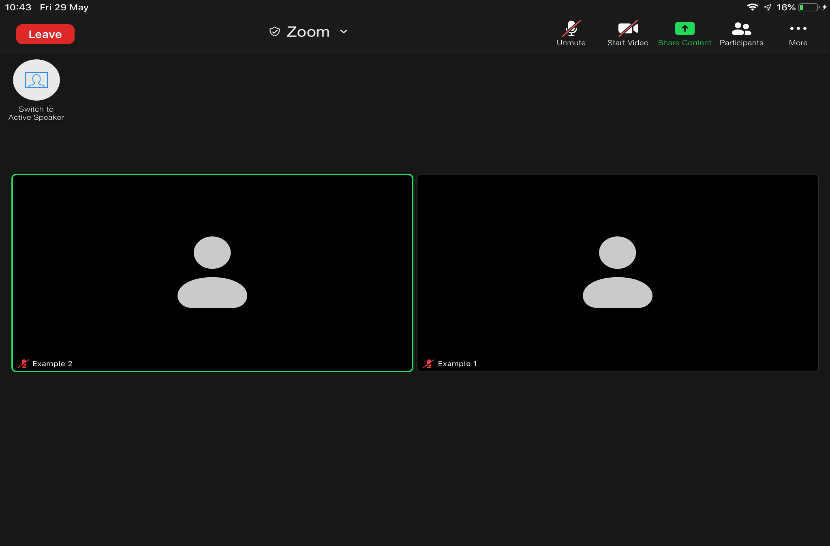 10:43 Fri 29 May
16%
Leave
Zoom
Unmute
Start Video
Share Content
Participants
More
Switch to
Active Speaker
Example 2
Example 1